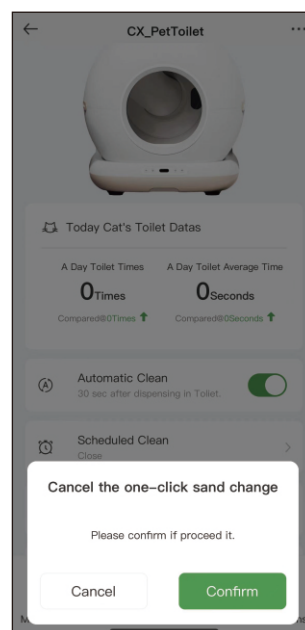 CX_PetToilet
Today Cat's Toilet Datas
A Day Toilet Times
A Day Toilet Average Time
0Times
0Seconds
Compared@0Times ↑
Compared@0Seconds ↑
Automatic Clean
30 sec after dispensing in Toilet.
Scheduled Clean
Close
Cancel the one-click sand change
Please confirm if proceed it.
Cancel
Confirm